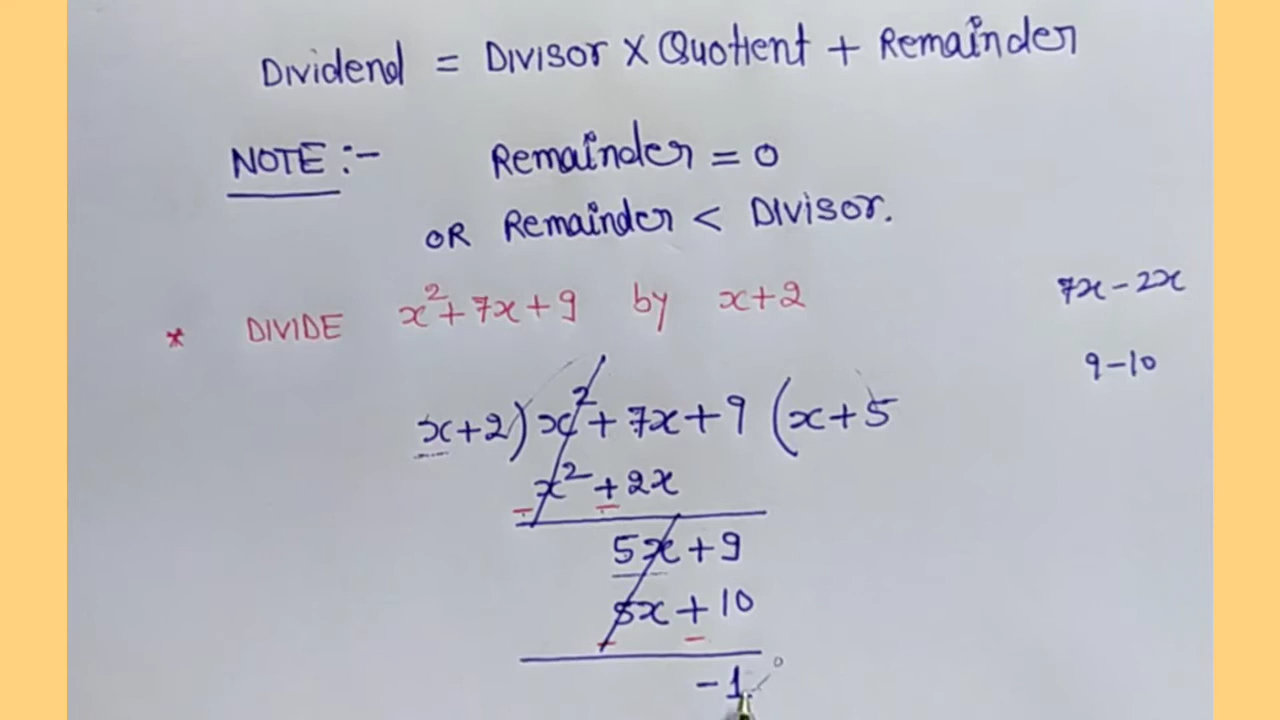 Dividend = Divisor × Quotient + Remainder
NOTE :- Remainder = 0
OR Remainder < Divisor.
* DIVIDE x² + 7x + 9 by x + 2
7x - 2x
9 - 10
x + 2 ) x² + 7x + 9 ( x + 5
x² + 2x
- -
5x + 9
5x + 10
- -
- 1